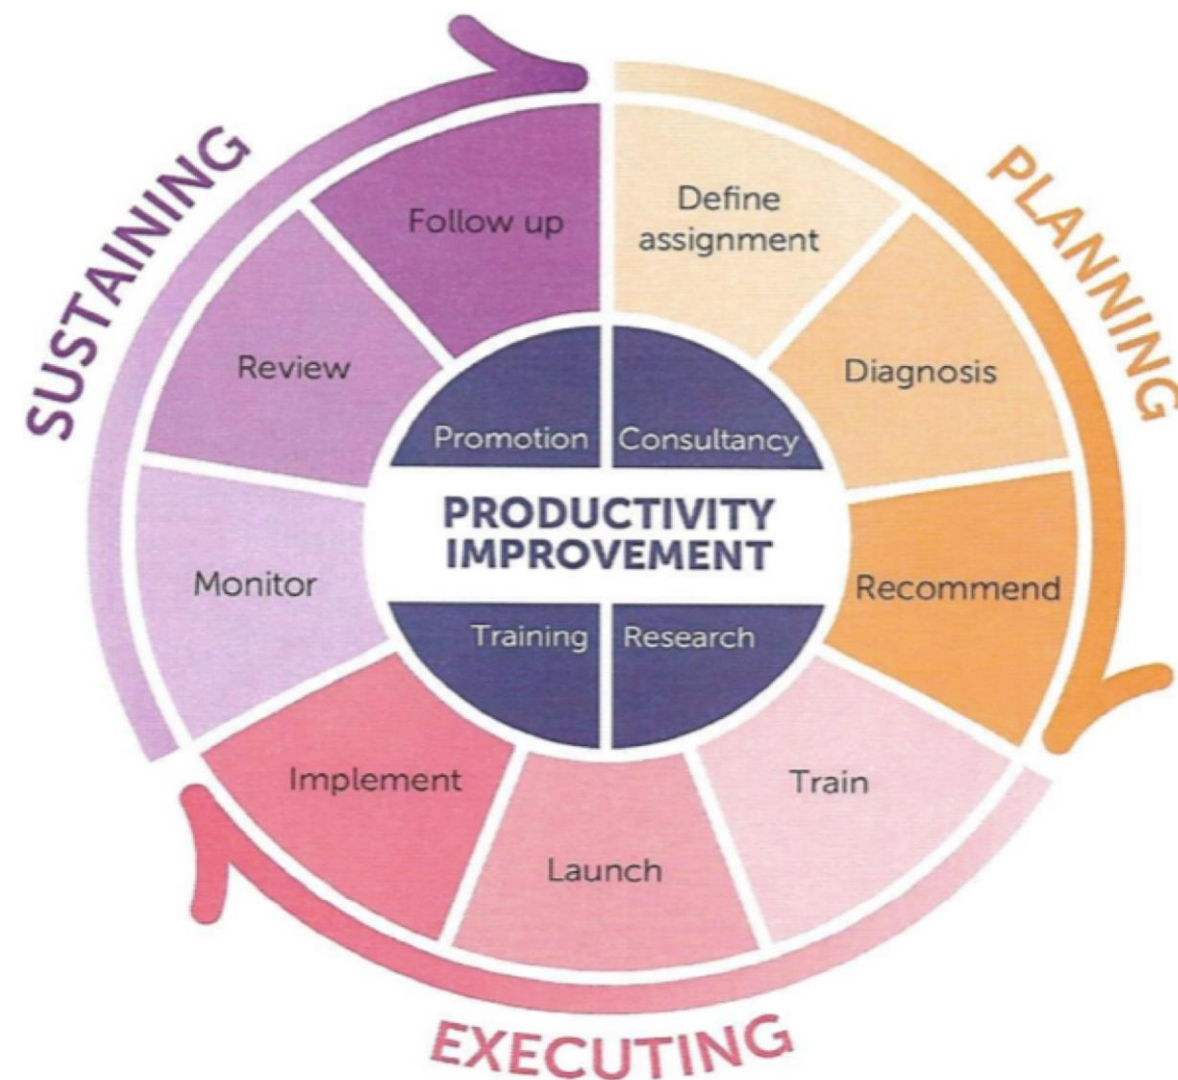 SUSTAINING
PLANNING
EXECUTING
Define
assignment
Diagnosis
Recommend
Train
Launch
Implement
Monitor
Review
Follow up
Promotion
Consultancy
PRODUCTIVITY
IMPROVEMENT
Training
Research